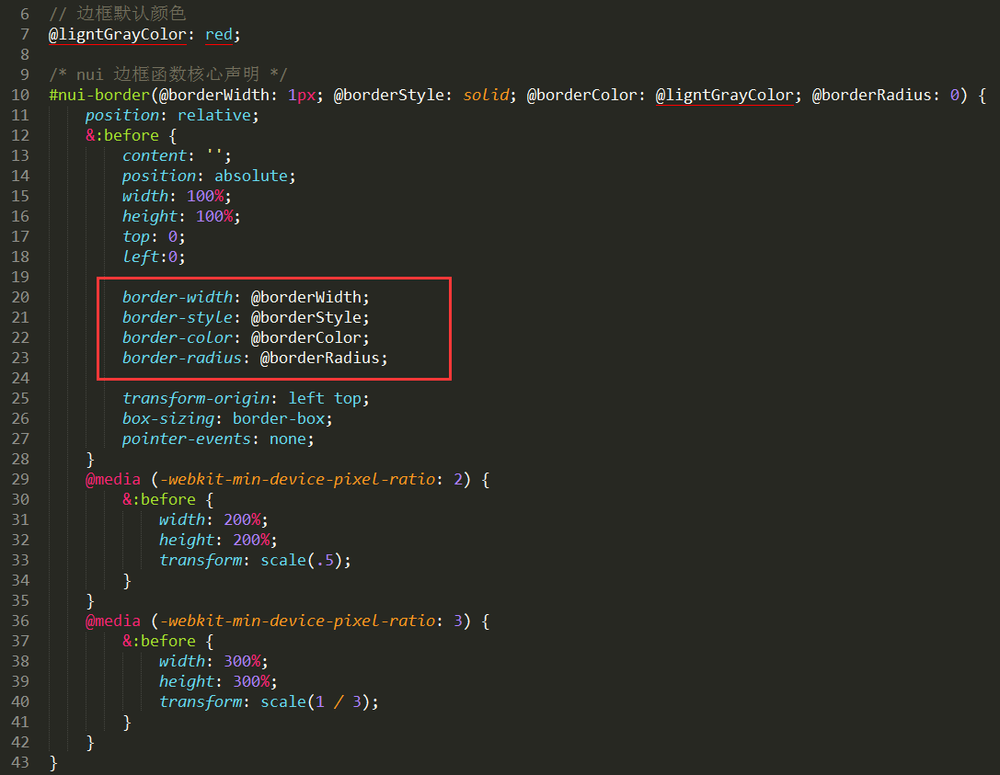 6 // 边框默认颜色
7 @ligntGrayColor: red;
8
9 /* nui 边框函数核心声明 */
10 #nui-border(@borderWidth: 1px; @borderStyle: solid; @borderColor: @ligntGrayColor; @borderRadius: 0) {
11 position: relative;
12 &:before {
13 content: '';
14 position: absolute;
15 width: 100%;
16 height: 100%;
17 top: 0;
18 left:0;
19
20 border-width: @borderWidth;
21 border-style: @borderStyle;
22 border-color: @borderColor;
23 border-radius: @borderRadius;
24
25 transform-origin: left top;
26 box-sizing: border-box;
27 pointer-events: none;
28 }
29 @media (-webkit-min-device-pixel-ratio: 2) {
30 &:before {
31 width: 200%;
32 height: 200%;
33 transform: scale(.5);
34 }
35 }
36 @media (-webkit-min-device-pixel-ratio: 3) {
37 &:before {
38 width: 300%;
39 height: 300%;
40 transform: scale(1 / 3);
41 }
42 }
43 }